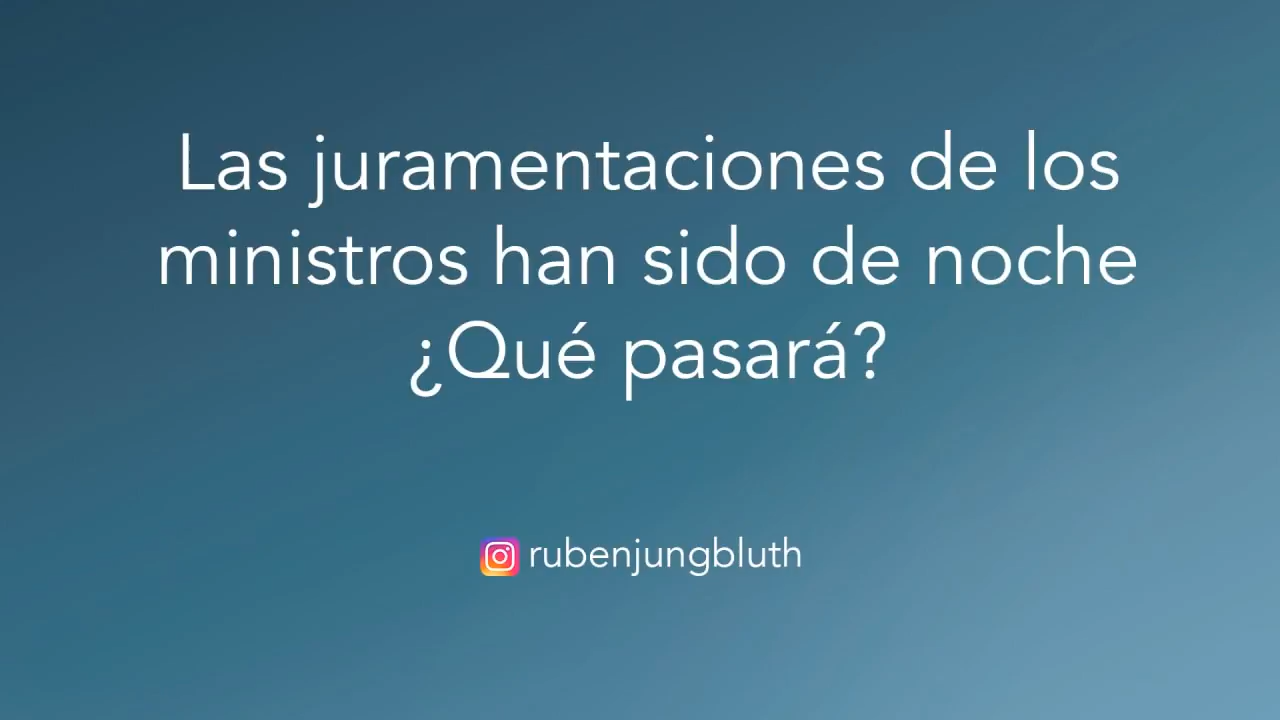 Las juramentaciones de los
ministros han sido de noche
¿Qué pasará?
rubenjungbluth